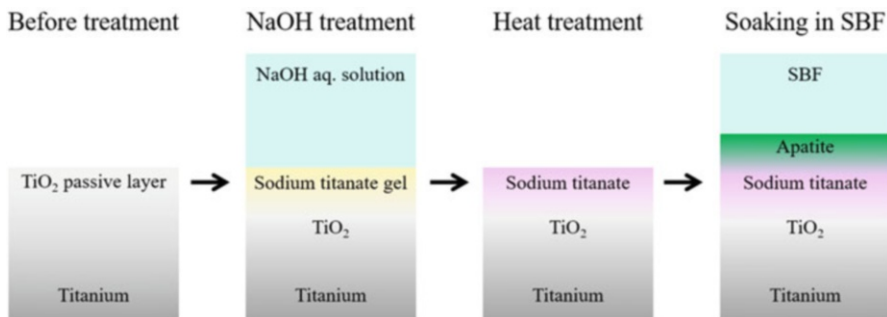 Before treatment
NaOH treatment
Heat treatment
Soaking in SBF
TiO₂ passive layer
Titanium
NaOH aq. solution
Sodium titanate gel
TiO₂
Titanium
Sodium titanate
TiO₂
Titanium
SBF
Apatite
Sodium titanate
TiO₂
Titanium